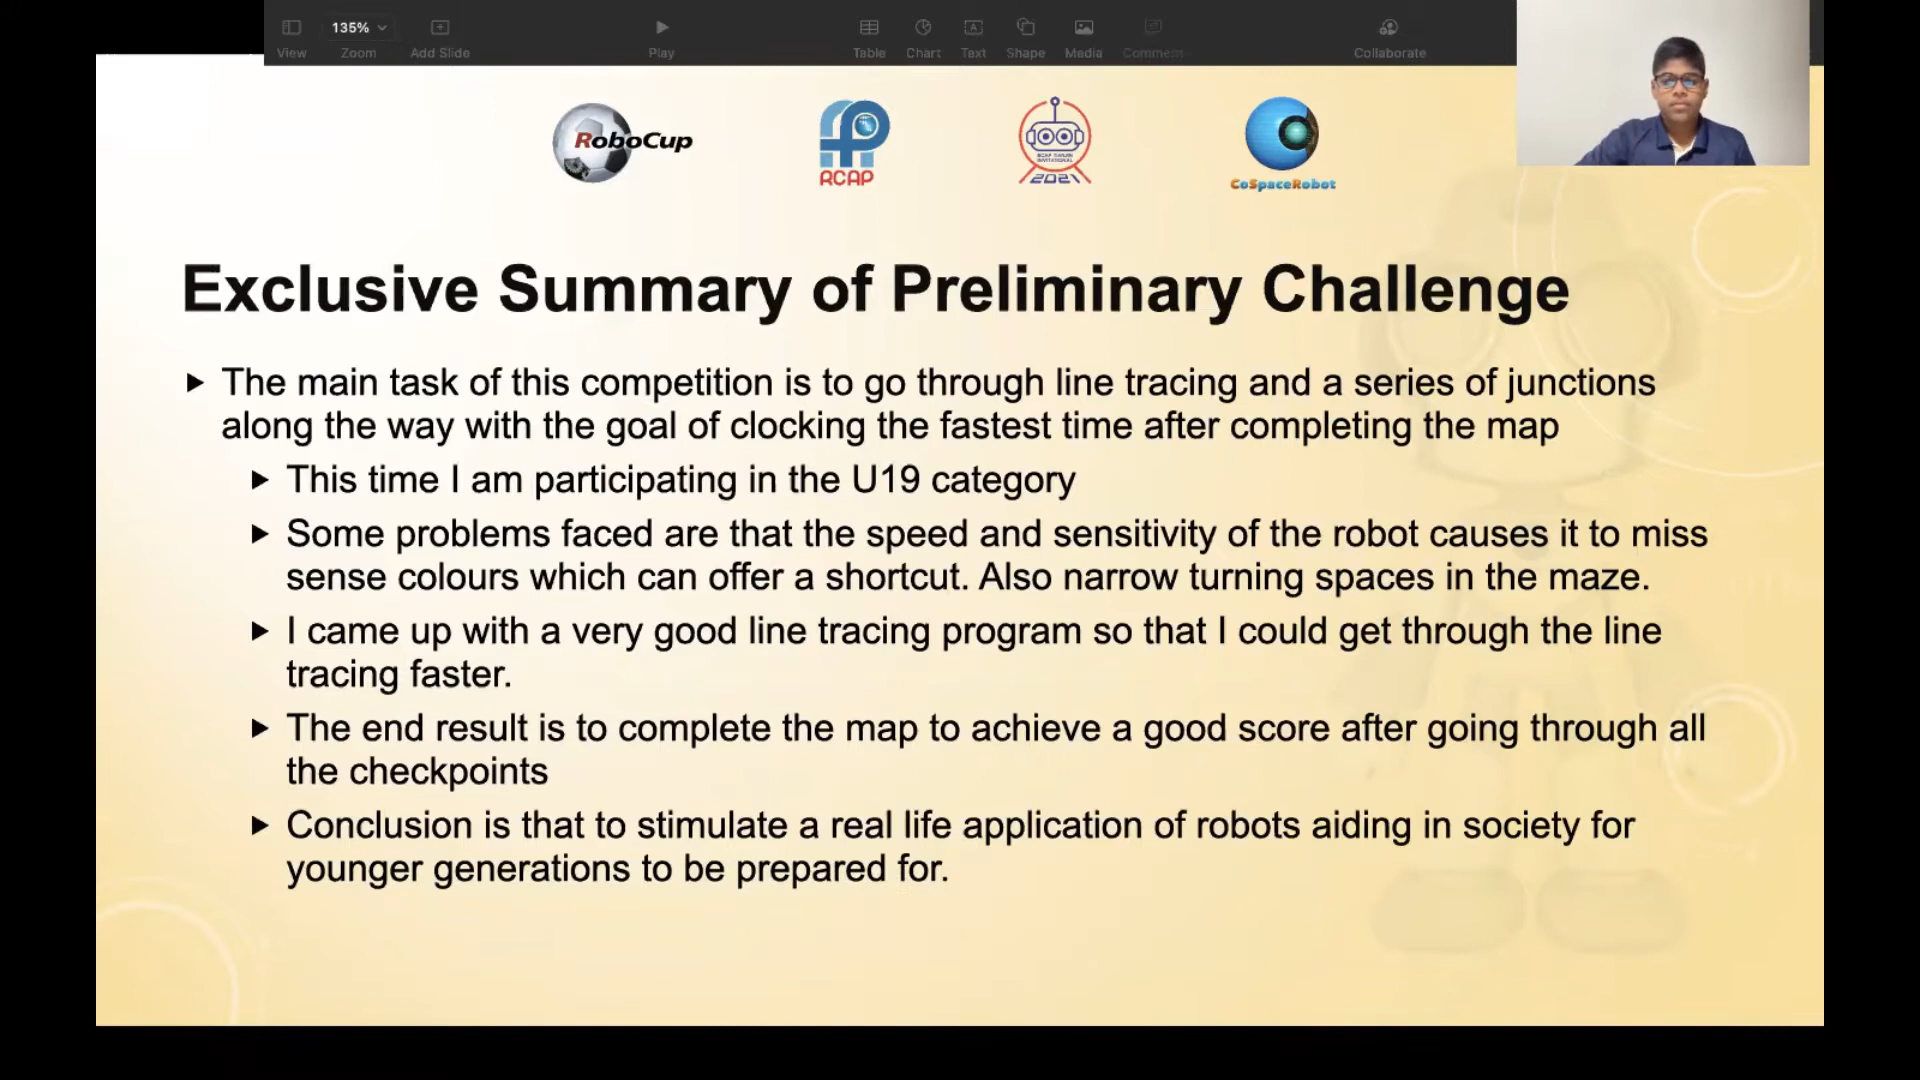 135%
View
Zoom
Add Slide
Play
Table
Chart
Text
Shape
Media
Comment
Collaborate
RoboCup
RCAP
RCAP TIANJIN
INVITATIONAL
2021
CoSpaceRobot
Exclusive Summary of Preliminary Challenge
The main task of this competition is to go through line tracing and a series of junctions
along the way with the goal of clocking the fastest time after completing the map
This time I am participating in the U19 category
Some problems faced are that the speed and sensitivity of the robot causes it to miss
sense colours which can offer a shortcut. Also narrow turning spaces in the maze.
I came up with a very good line tracing program so that I could get through the line
tracing faster.
The end result is to complete the map to achieve a good score after going through all
the checkpoints
Conclusion is that to stimulate a real life application of robots aiding in society for
younger generations to be prepared for.